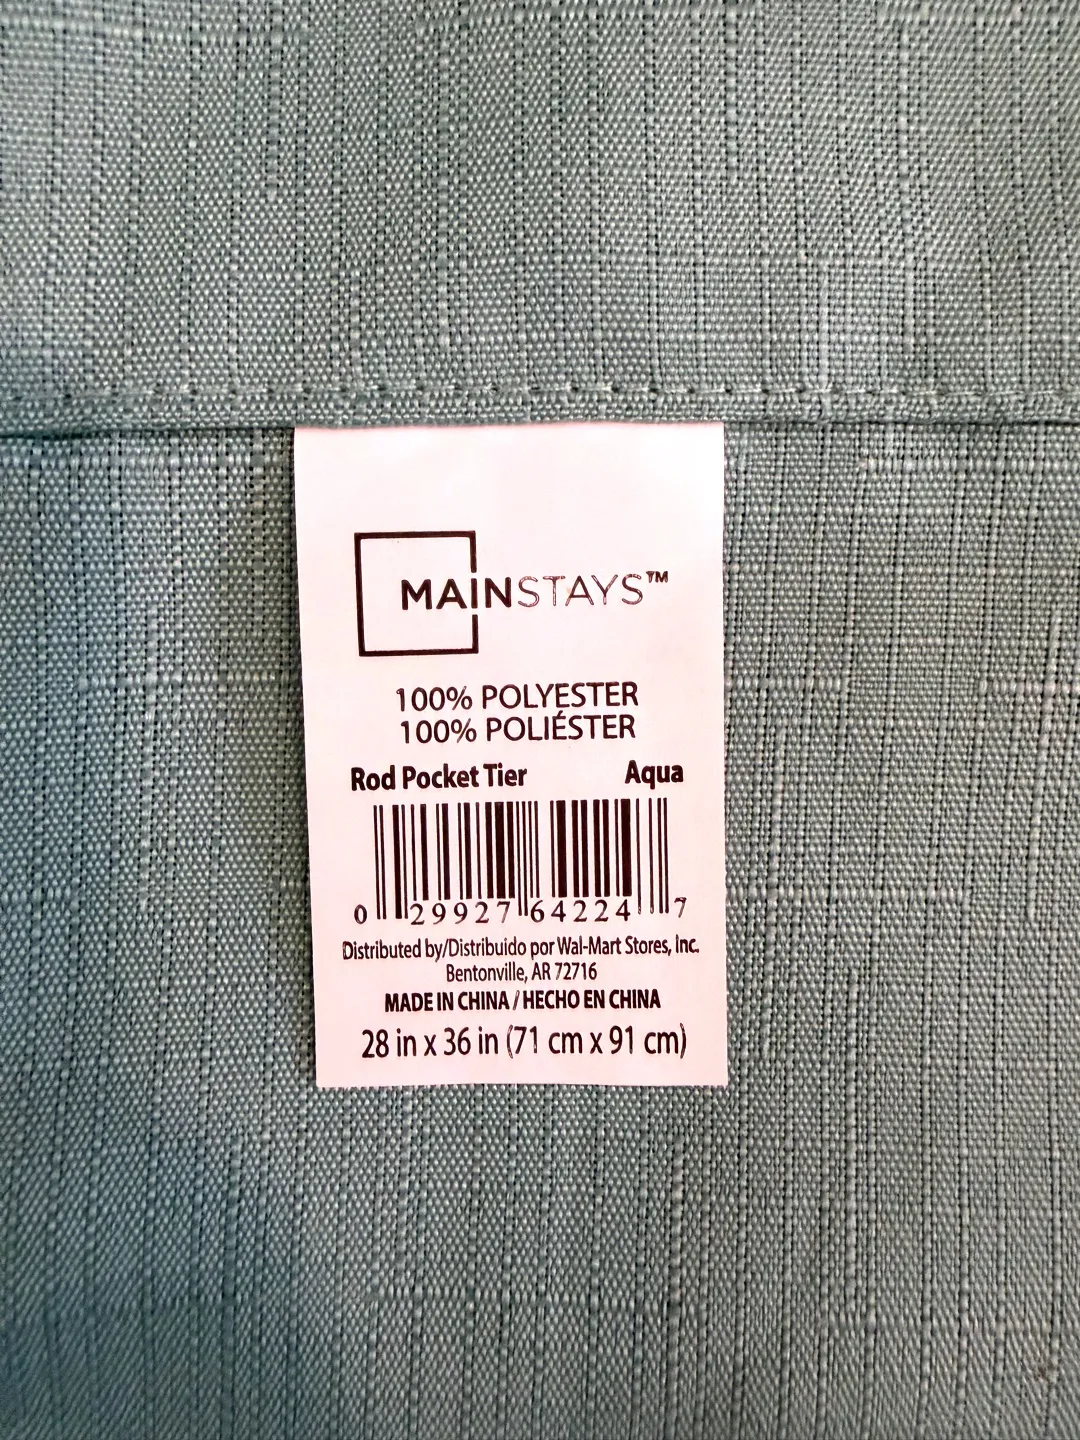 MAINSTAYS™
100% POLYESTER
100% POLIÉSTER
Rod Pocket Tier Aqua
0 29927 64224 7
Distributed by/Distribuido por Wal-Mart Stores, Inc.
Bentonville, AR 72716
MADE IN CHINA / HECHO EN CHINA
28 in x 36 in (71 cm x 91 cm)